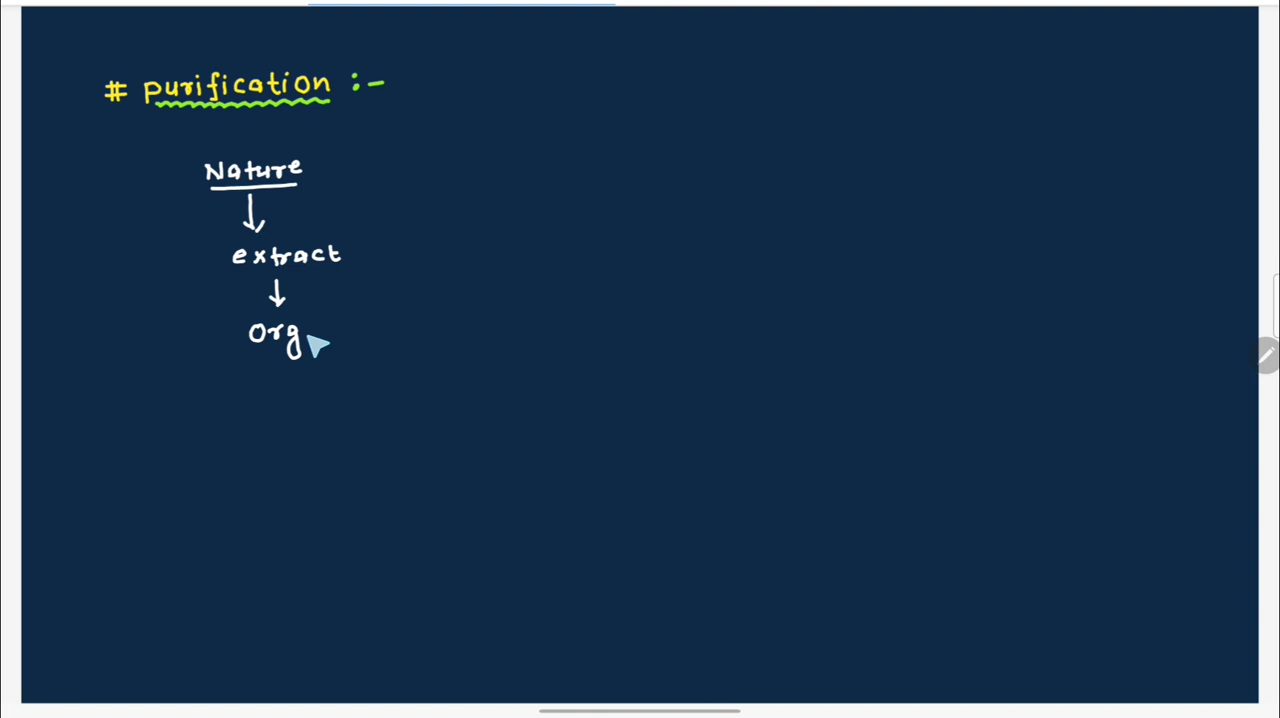 # purification :-
Nature
↓
extract
↓
org